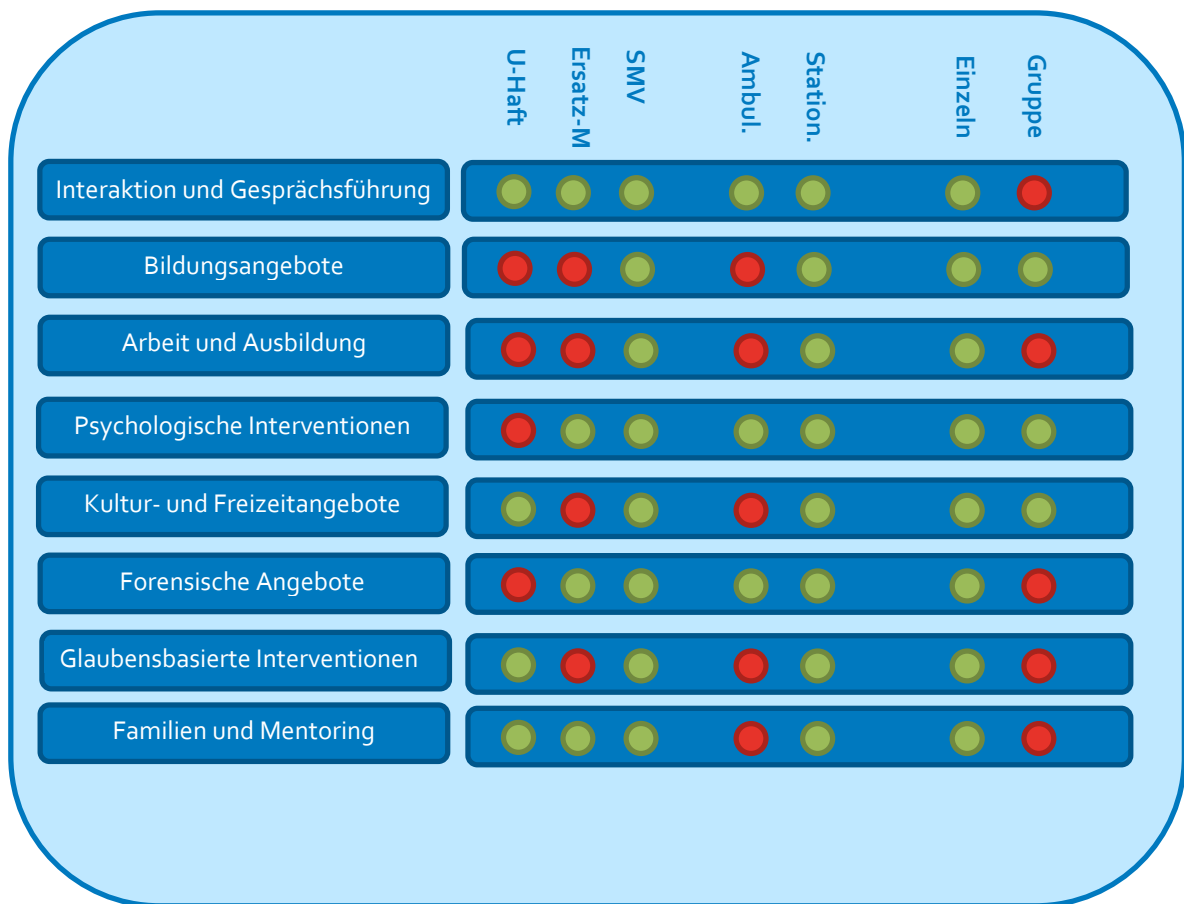 U-Haft
Ersatz-M
SMV
Ambul.
Station.
Einzeln
Gruppe
Interaktion und Gesprächsführung
Bildungsangebote
Arbeit und Ausbildung
Psychologische Interventionen
Kultur- und Freizeitangebote
Forensische Angebote
Glaubensbasierte Interventionen
Familien und Mentoring